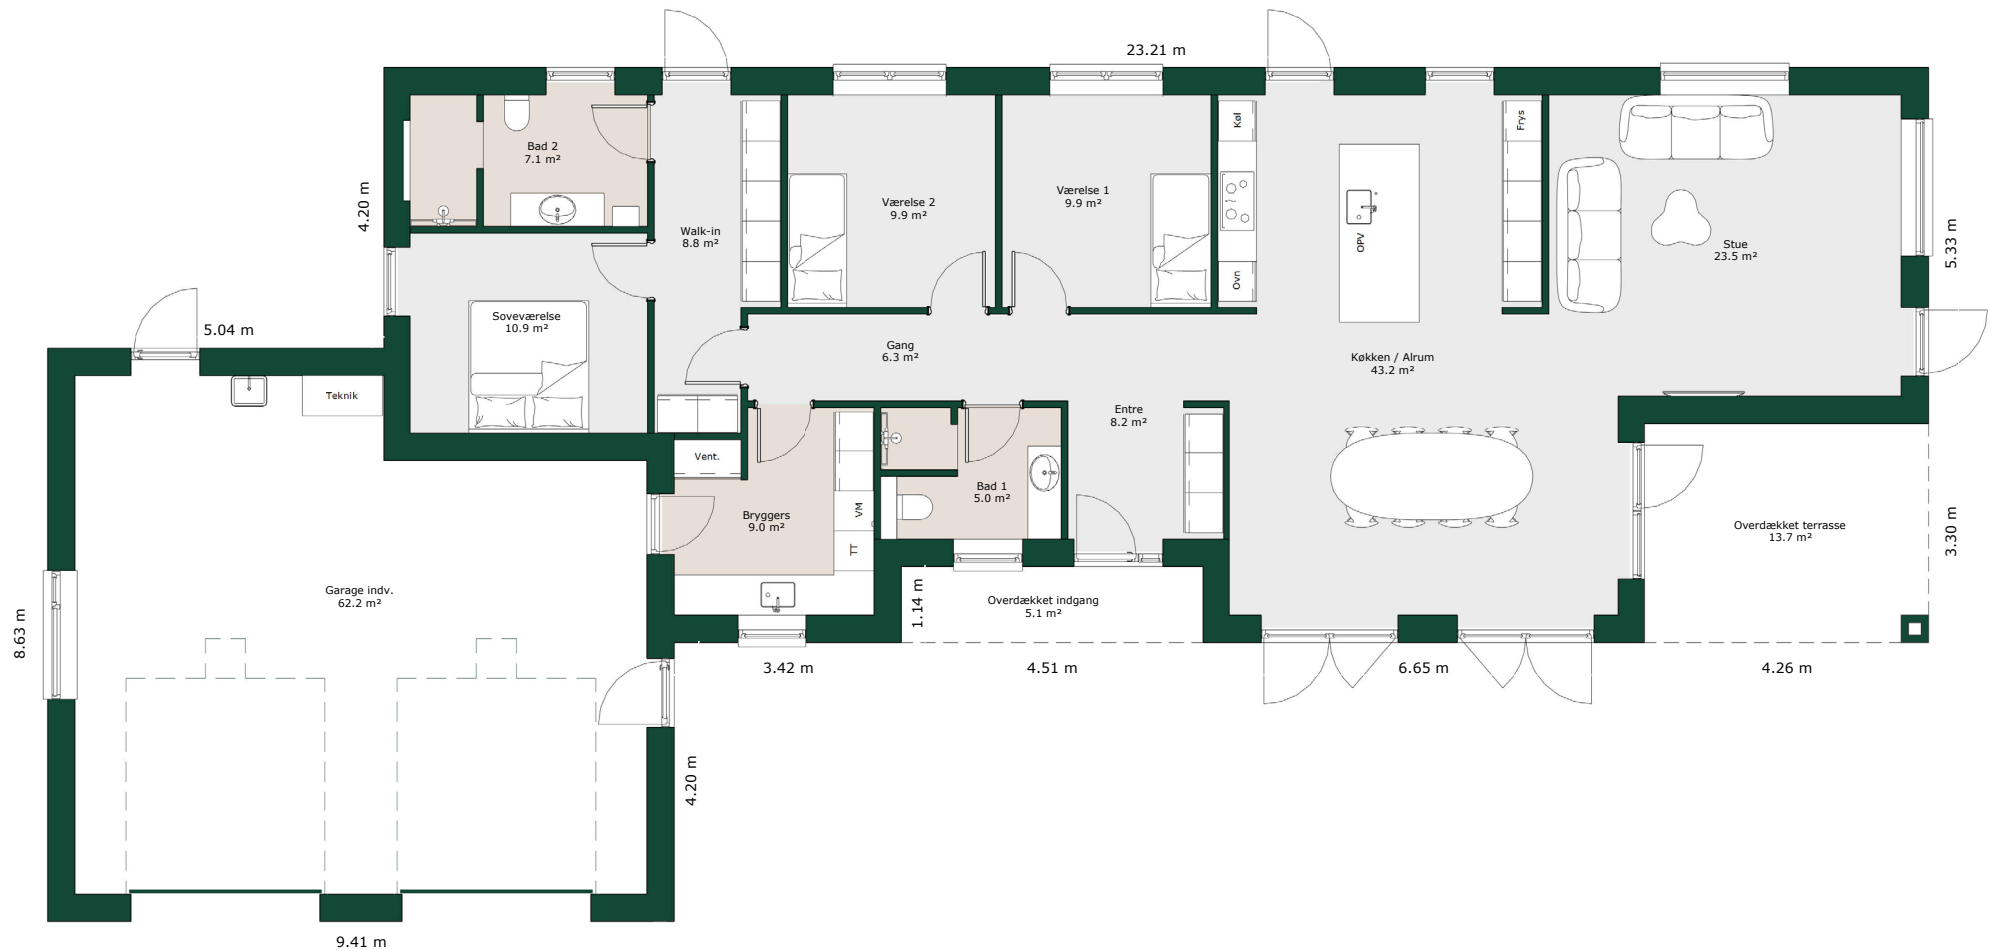 23.21 m
Køl
Frys
Bad 2
7.1 m²
4.20 m
Værelse 2
9.9 m²
Værelse 1
9.9 m²
Walk-in
8.8 m²
OPV
Stue
23.5 m²
5.33 m
Ovn
Soveværelse
10.9 m²
5.04 m
Gang
6.3 m²
Køkken / Alrum
43.2 m²
Teknik
Entre
8.2 m²
Vent.
Bad 1
5.0 m²
Bryggers
9.0 m²
VM
TT
Overdækket terrasse
13.7 m²
3.30 m
Garage indv.
62.2 m²
Overdækket indgang
5.1 m²
1.14 m
8.63 m
3.42 m
4.51 m
6.65 m
4.26 m
4.20 m
9.41 m